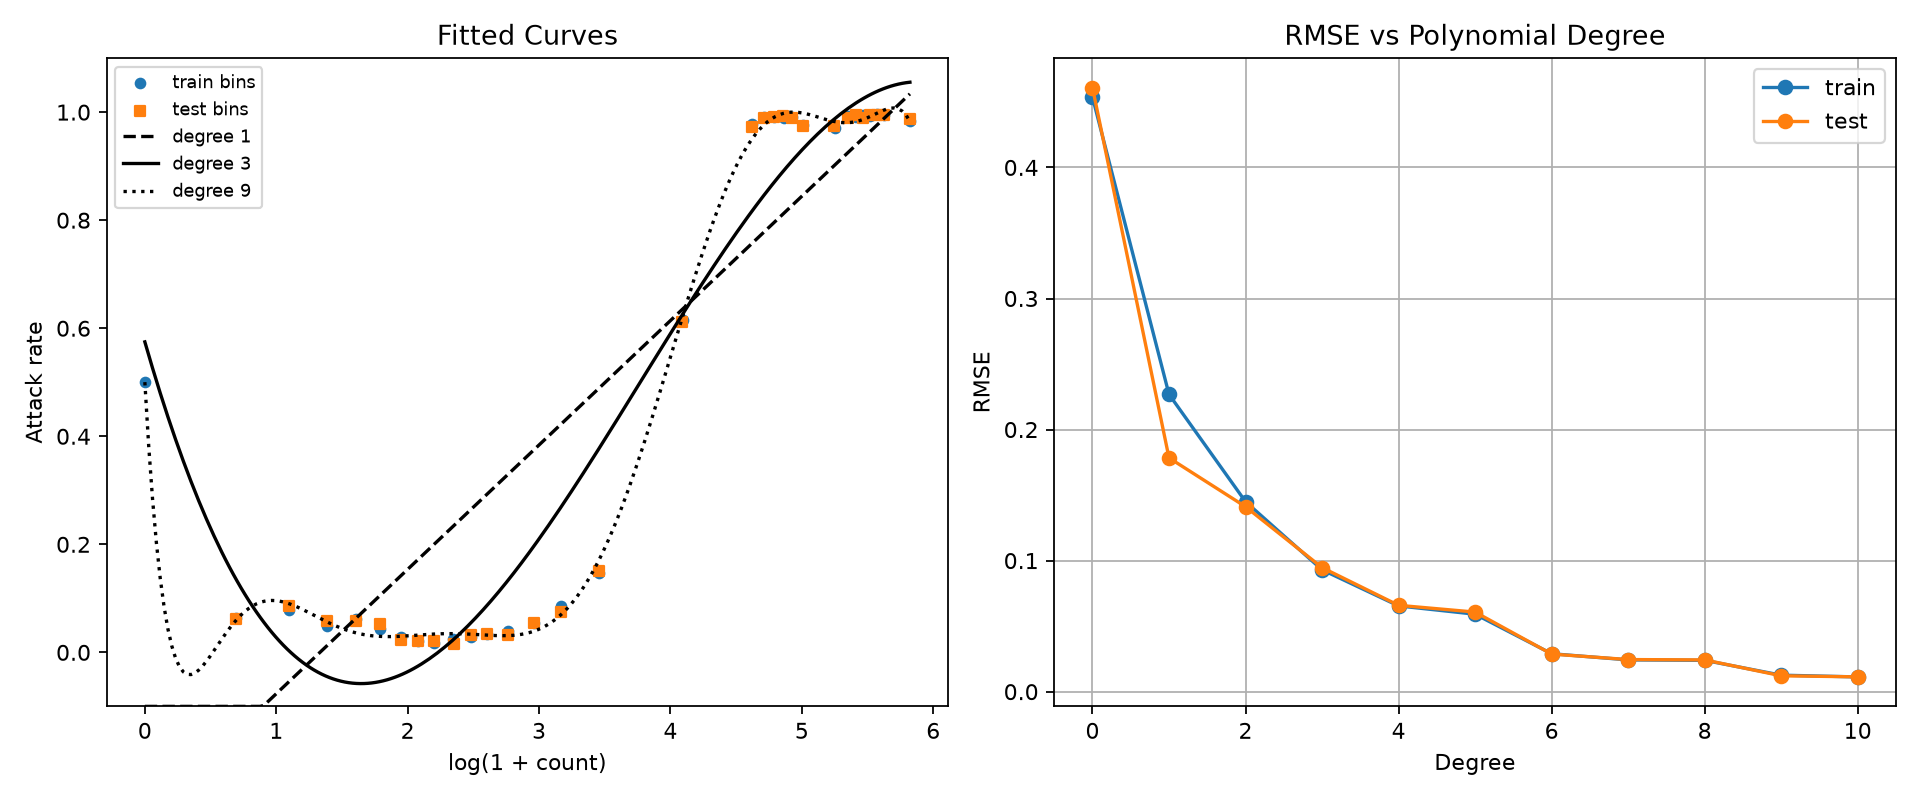 Fitted Curves
train bins
test bins
degree 1
degree 3
degree 9
1.0
0.8
0.6
0.4
0.2
0.0
Attack rate
0 1 2 3 4 5 6
log(1 + count)
RMSE vs Polynomial Degree
train
test
0.4
0.3
0.2
0.1
0.0
RMSE
0 2 4 6 8 10
Degree